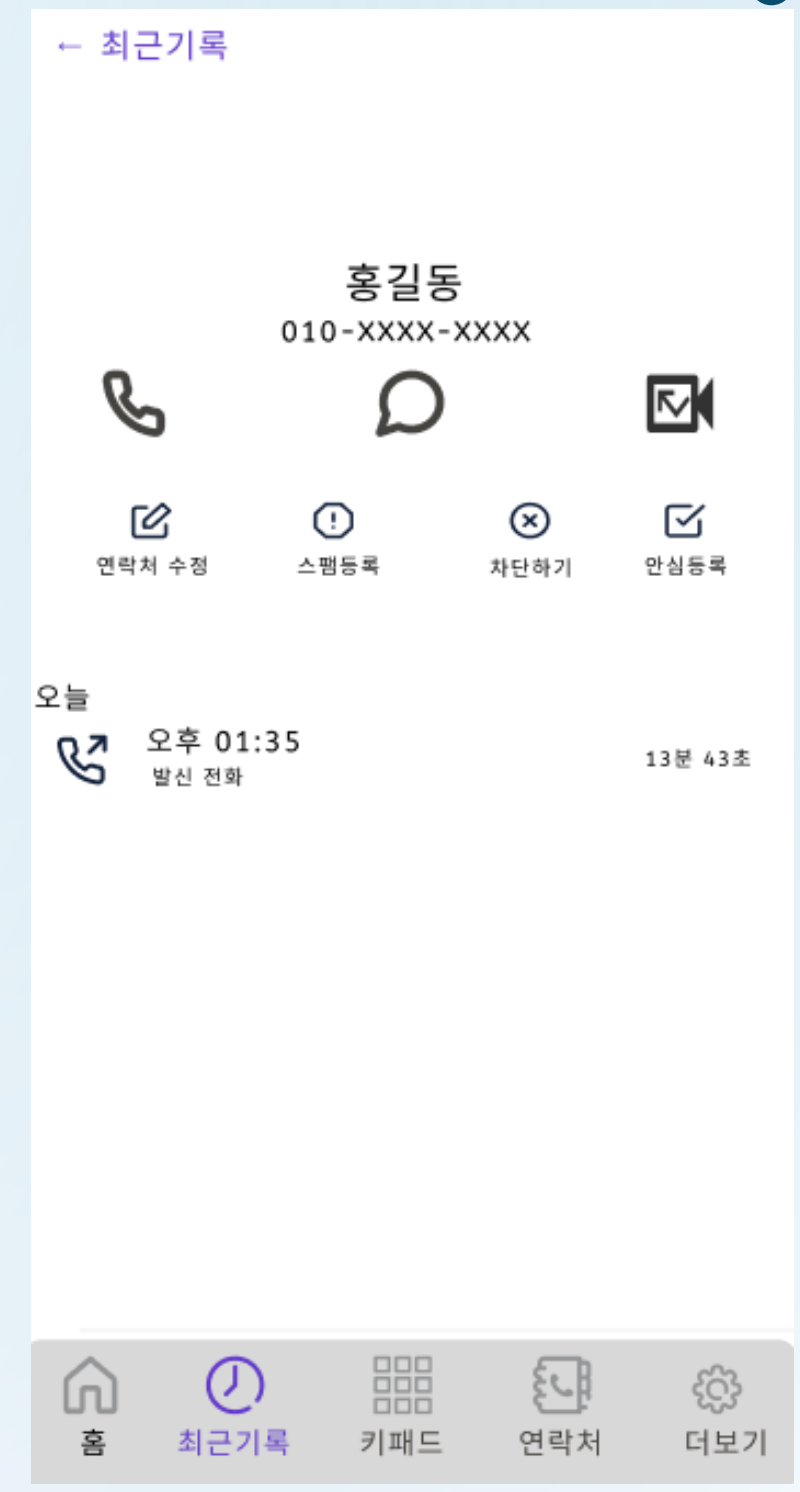 ← 최근기록
홍길동
010-XXXX-XXXX
연락처 수정 스팸등록 차단하기 안심등록
오늘
오후 01:35
발신 전화
13분 43초
홈 최근기록 키패드 연락처 더보기